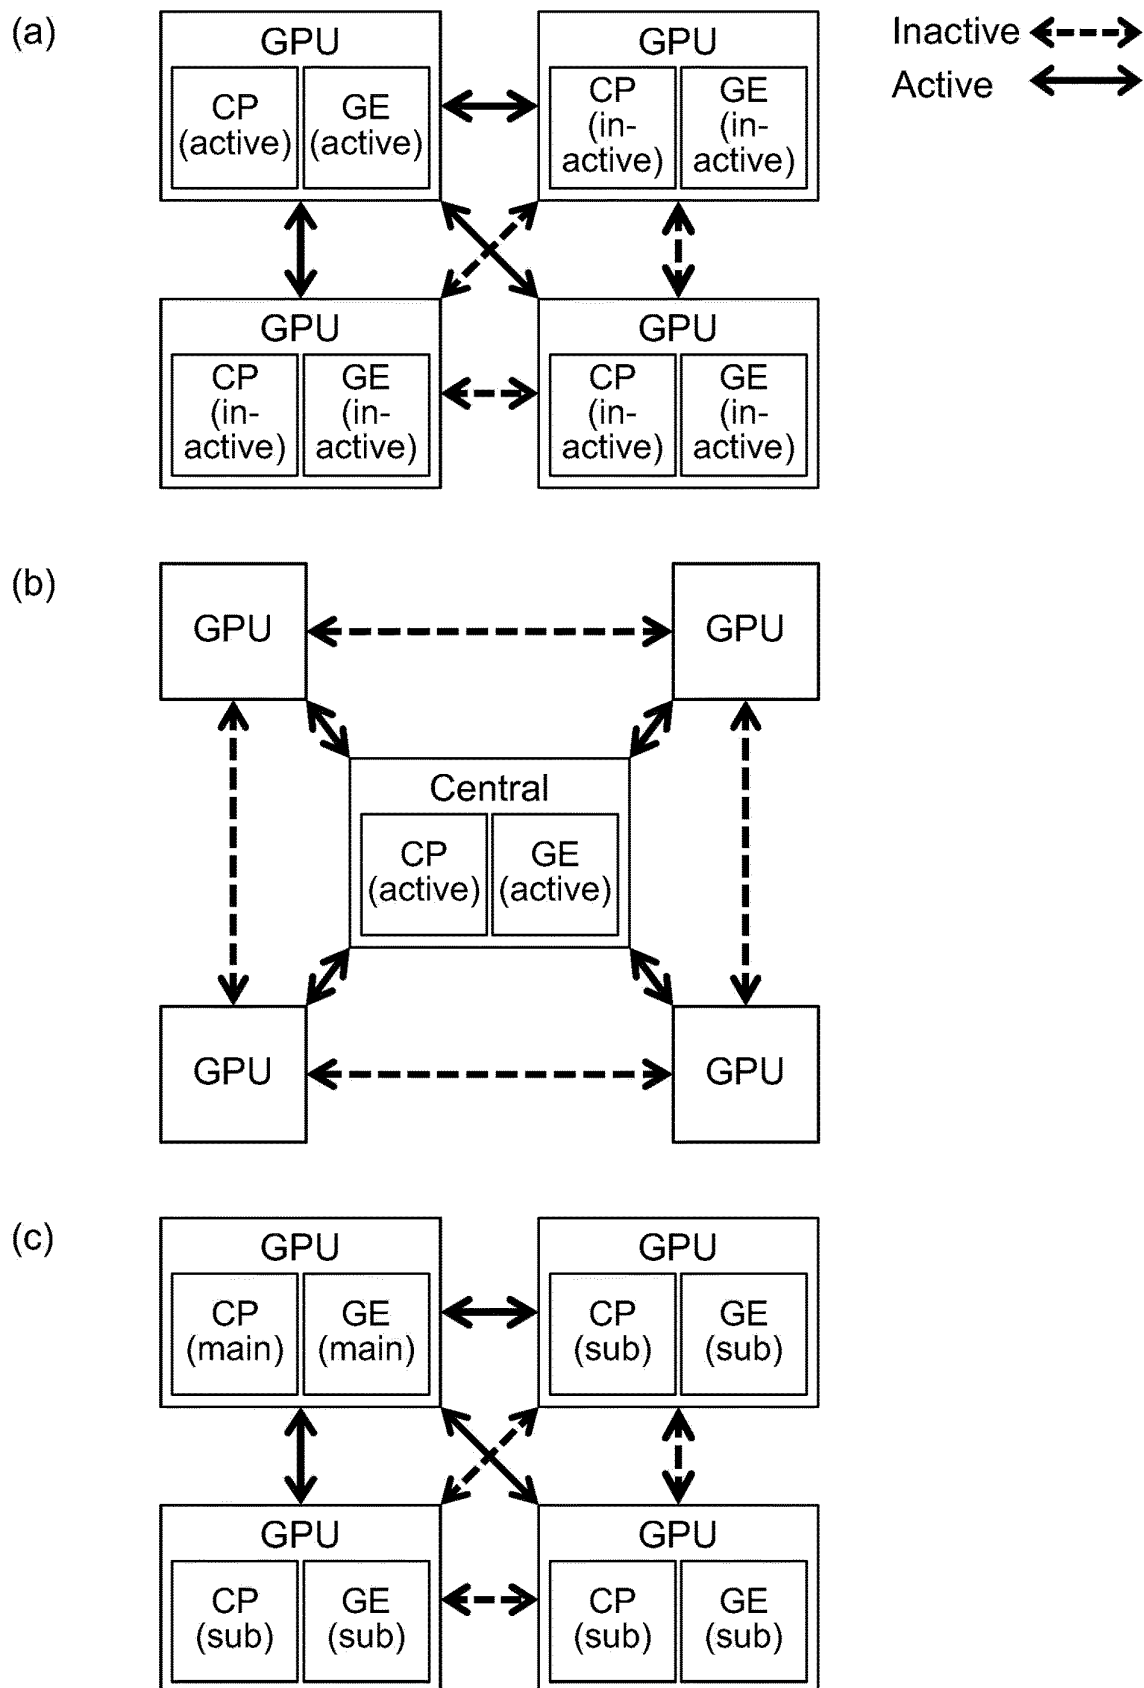 (a)
GPU
CP
(active)
GE
(active)
GPU
CP
(in-
active)
GE
(in-
active)
Inactive
Active
GPU
CP
(in-
active)
GE
(in-
active)
GPU
CP
(in-
active)
GE
(in-
active)
(b)
GPU
GPU
Central
CP
(active)
GE
(active)
GPU
GPU
(c)
GPU
CP
(main)
GE
(main)
GPU
CP
(sub)
GE
(sub)
GPU
CP
(sub)
GE
(sub)
GPU
CP
(sub)
GE
(sub)